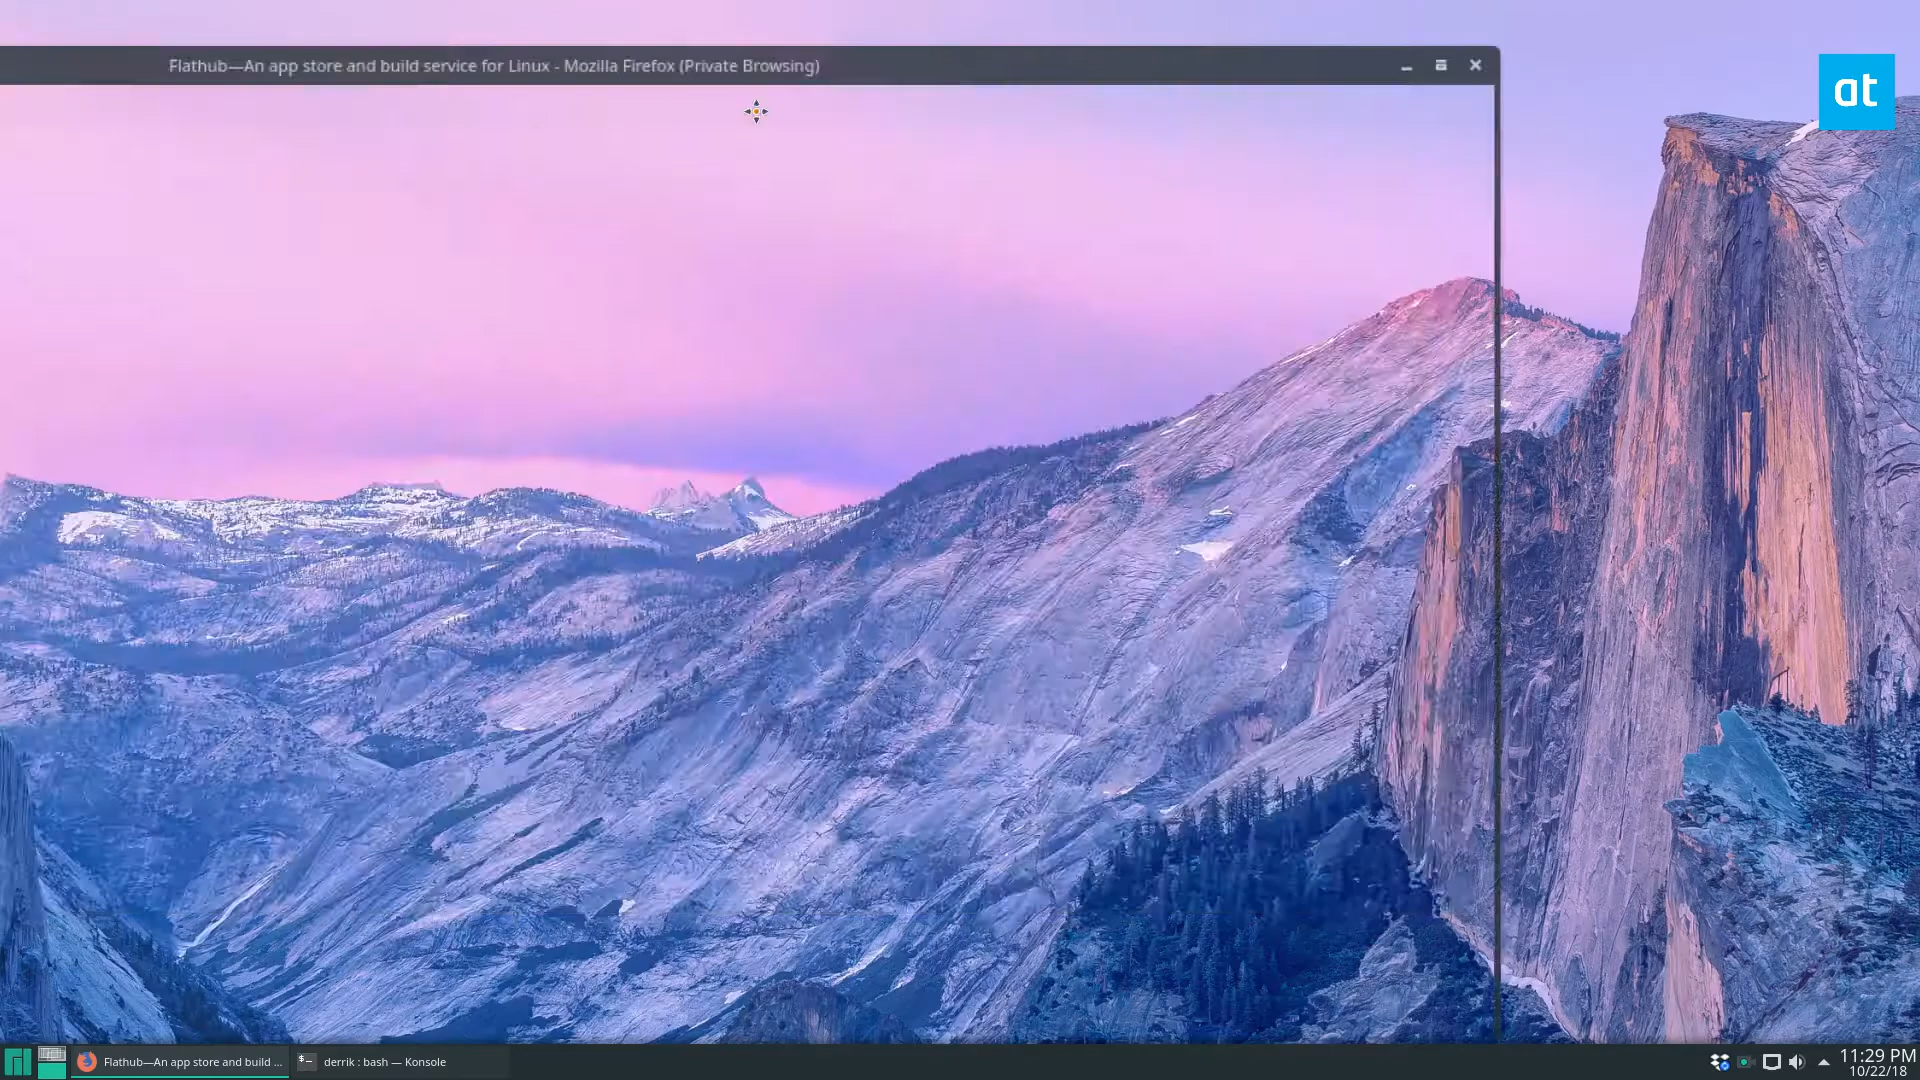 Flathub—An app store and build service for Linux - Mozilla Firefox (Private Browsing)
at
Flathub—An app store and build ...
derrik : bash — Konsole
11:29 PM
10/22/18